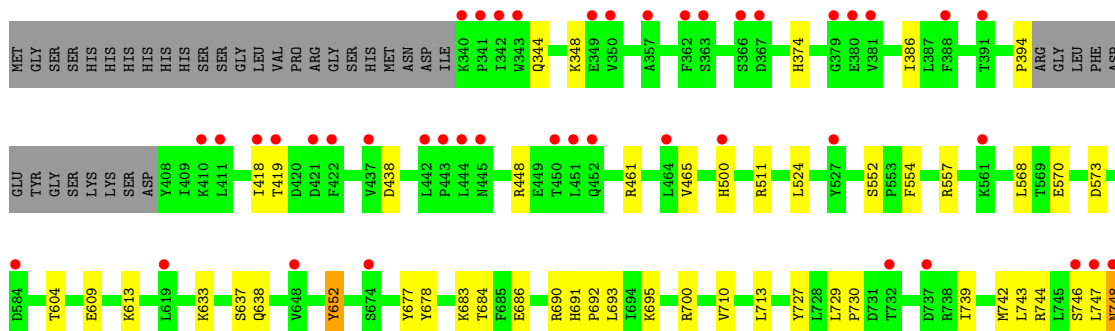 MET GLY SER SER HIS HIS HIS HIS HIS HIS SER SER GLY LEU VAL PRO ARG GLY SER HIS MET ASN ASP ILE K340 P341 I342 W343 Q344 K348 E349 V350 A357 F362 S363 S366 D367 H374 G379 E380 V381 I386 L387 F388 T391 P394 ARG GLY LEU PHE ASP
GLU TYR GLY SER LYS LYS SER ASP Y408 I409 K410 L411 I418 T419 D420 D421 F422 V437 D438 L442 P443 L444 N445 R448 E449 T450 L451 Q452 R461 L464 V465 H500 R511 L524 Y527 S552 P553 F554 R557 K561 L568 T569 E570 D573
D584 T604 E609 K613 L619 K633 S637 Q638 V648 Y652 S674 Y677 Y678 K683 T684 F685 E686 R690 H691 P692 L693 I694 K695 R700 V710 L713 Y727 L728 L729 P730 D731 T732 D737 R738 I739 M742 L743 R744 L745 S746 L747